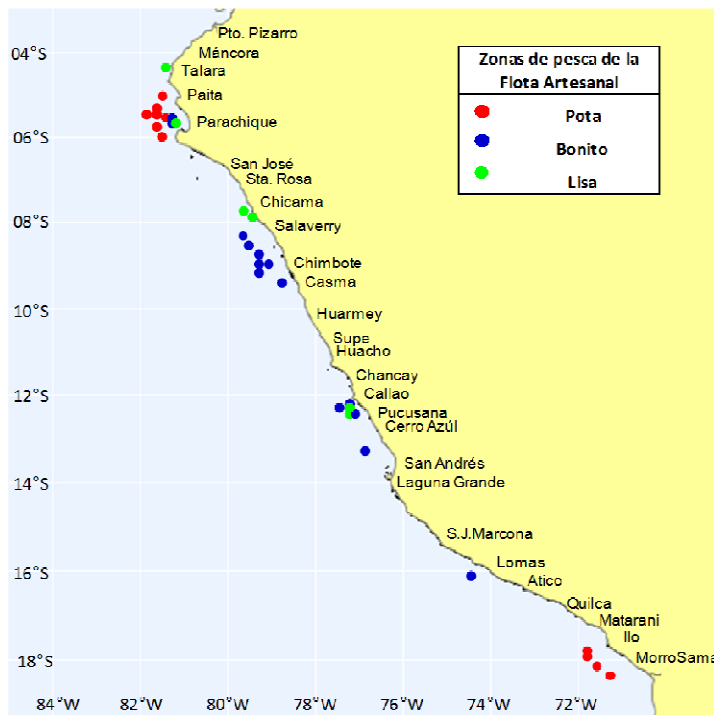 Pto. Pizarro
04°S
Máncora
Talara
Paita
Parachique
06°S
San José
Sta. Rosa
Chicama
08°S
Salaverry
Chimbote
Casma
10°S
Huarmey
Supe
Huacho
Chancay
12°S
Callao
Pucusana
Cerro Azúl
San Andrés
14°S
Laguna Grande
S.J.Marcona
Lomas
16°S
Atico
Quilca
Matarani
Ilo
18°S
MorroSama
84°W 82°W 80°W 78°W 76°W 74°W 72°W
Zonas de pesca de la
Flota Artesanal
Pota
Bonito
Lisa